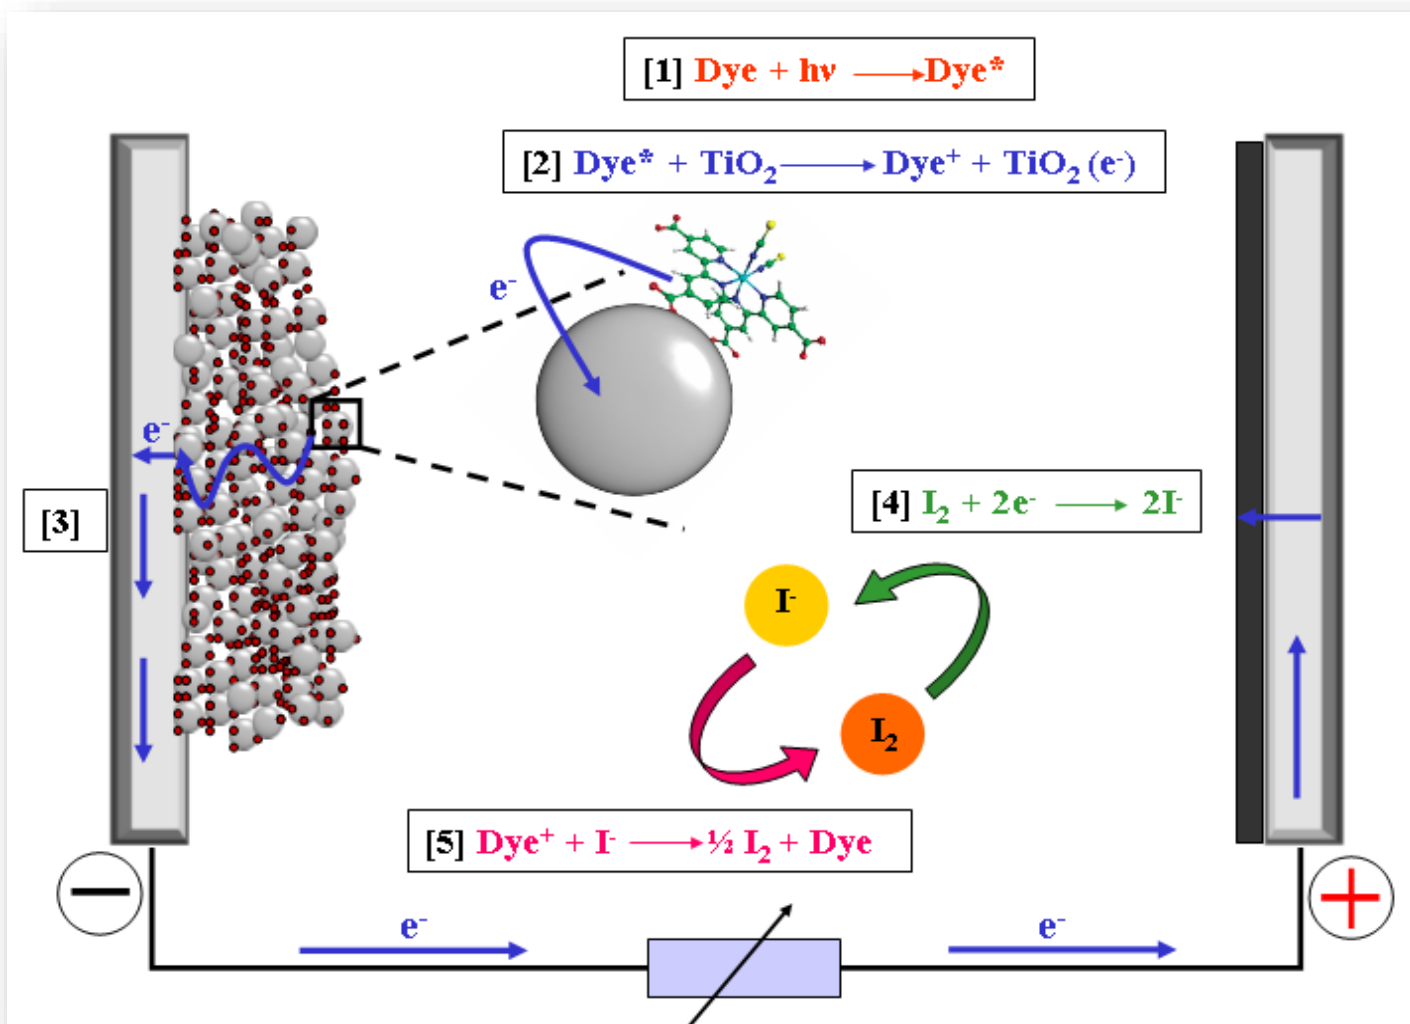 [1] Dye + hν ⟶ Dye*
[2] Dye* + TiO₂ ⟶ Dye⁺ + TiO₂ (e⁻)
e⁻
e⁻
[3]
[4] I₂ + 2e⁻ ⟶ 2I⁻
I⁻
I₂
[5] Dye⁺ + I⁻ ⟶ ½ I₂ + Dye
−
+
e⁻
e⁻